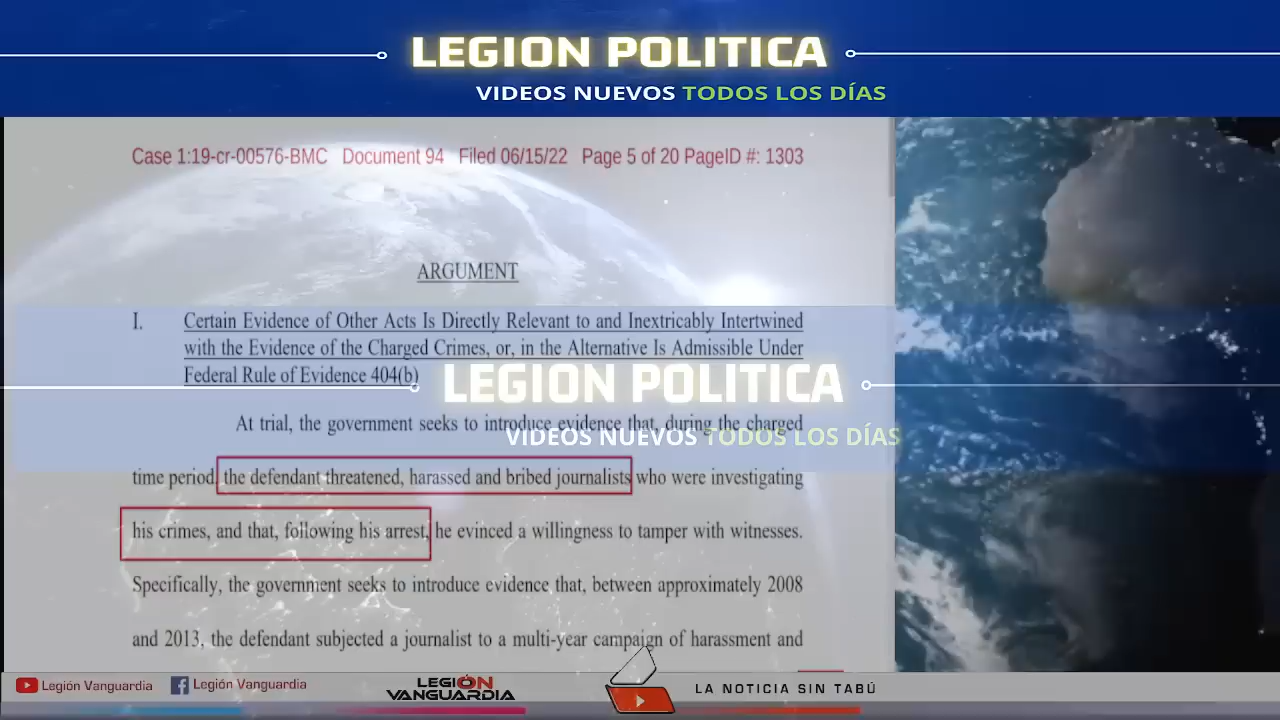 LEGION POLITICA
VIDEOS NUEVOS TODOS LOS DÍAS
Case 1:19-cr-00576-BMC Document 94 Filed 06/15/22 Page 5 of 20 PageID #: 1303
ARGUMENT
I. Certain Evidence of Other Acts Is Directly Relevant to and Inextricably Intertwined
with the Evidence of the Charged Crimes, or, in the Alternative Is Admissible Under
Federal Rule of Evidence 404(b)
LEGION POLITICA
At trial, the government seeks to introduce evidence that, during the charged
VIDEOS NUEVOS TODOS LOS DÍAS
time period, the defendant threatened, harassed and bribed journalists who were investigating
his crimes, and that, following his arrest, he evinced a willingness to tamper with witnesses.
Specifically, the government seeks to introduce evidence that, between approximately 2008
and 2013, the defendant subjected a journalist to a multi-year campaign of harassment and
Legión Vanguardia
Legión Vanguardia
LEGIÓN
VANGUARDIA
LA NOTICIA SIN TABÚ